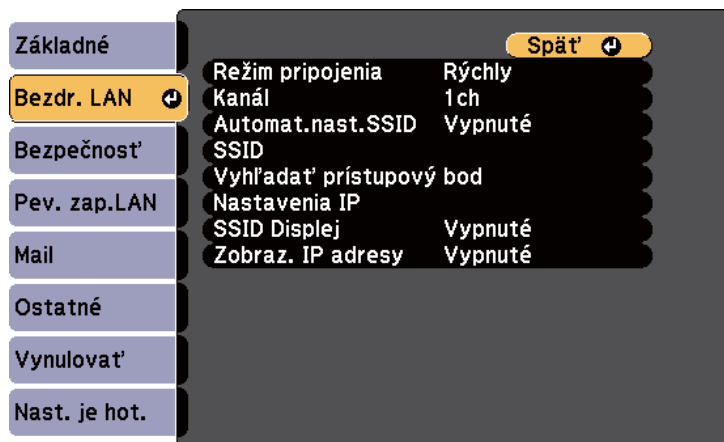 Základné
Bezdr. LAN
Bezpečnosť
Pev. zap.LAN
Mail
Ostatné
Vynulovať
Nast. je hot.
Späť
Režim pripojenia Rýchly
Kanál 1ch
Automat.nast.SSID Vypnuté
SSID
Vyhľadať prístupový bod
Nastavenia IP
SSID Displej Vypnuté
Zobraz. IP adresy Vypnuté